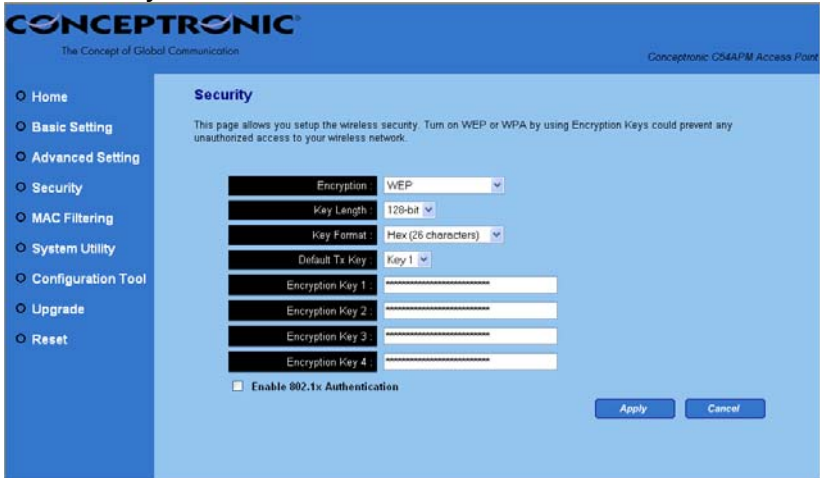 CONCEPTRONIC
The Concept of Global Communication
Conceptronic C54APM Access Point
Home
Basic Setting
Advanced Setting
Security
MAC Filtering
System Utility
Configuration Tool
Upgrade
Reset
Security
This page allows you setup the wireless security. Turn on WEP or WPA by using Encryption Keys could prevent any
unauthorized access to your wireless network.
Encryption : WEP
Key Length : 128-bit
Key Format : Hex (26 characters)
Default Tx Key : Key 1
Encryption Key 1 : **************************
Encryption Key 2 : **************************
Encryption Key 3 : **************************
Encryption Key 4 : **************************
Enable 802.1x Authentication
Apply Cancel